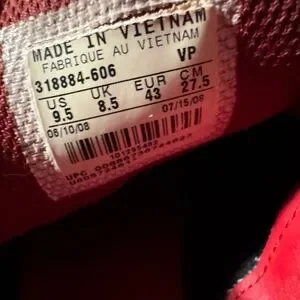 MADE IN VIETNAM
FABRIQUE AU VIETNAM
318884-606 VP
US UK EUR CM
9.5 8.5 43 27.5
06/10/08 07/15/08